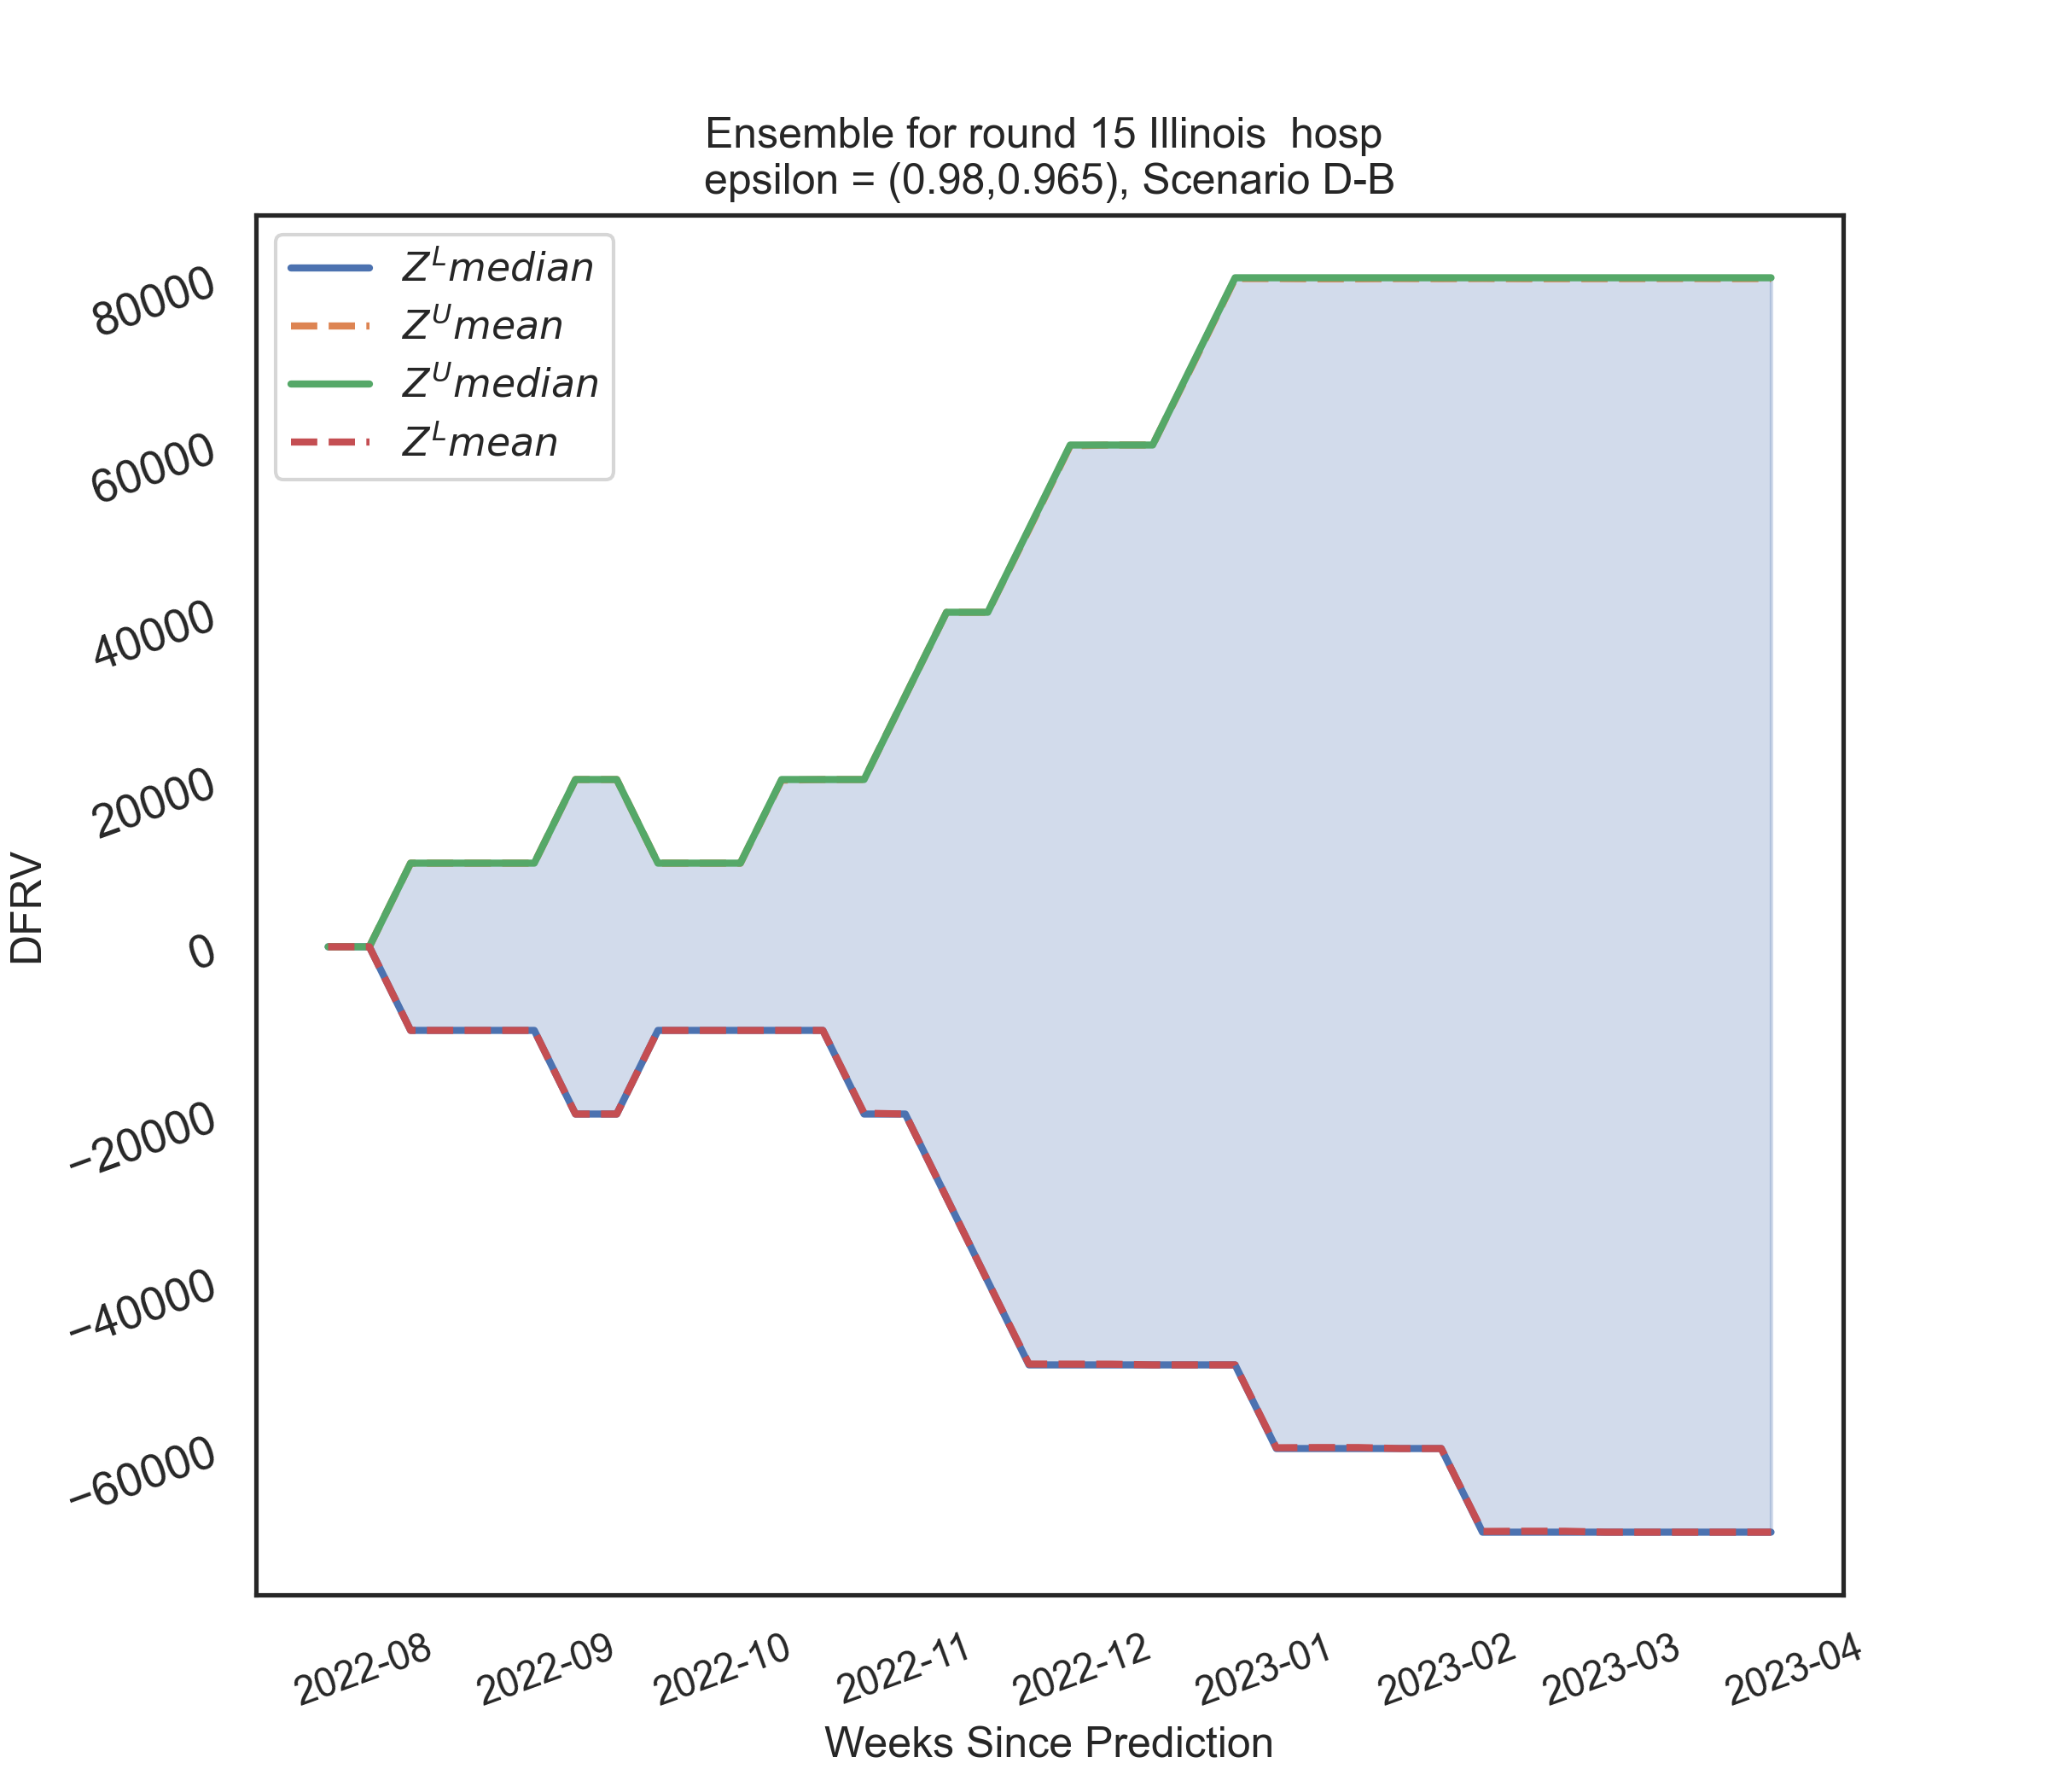 Ensemble for round 15 Illinois  hosp
epsilon = (0.98,0.965), Scenario D-B
Z^L median
Z^U mean
Z^U median
Z^L mean
80000
60000
40000
20000
0
−20000
−40000
−60000
DFRV
2022-08
2022-09
2022-10
2022-11
2022-12
2023-01
2023-02
2023-03
2023-04
Weeks Since Prediction